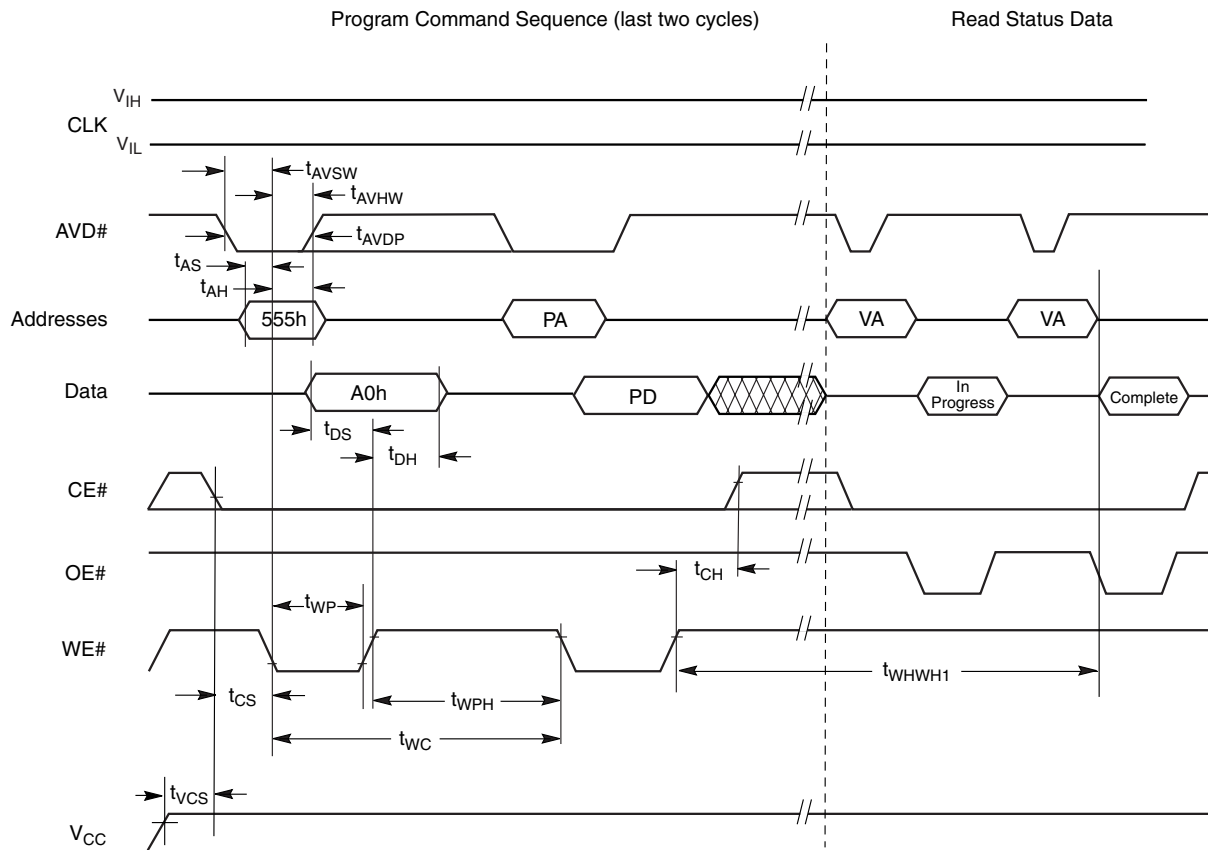 Program Command Sequence (last two cycles)
Read Status Data
VIH
CLK
VIL
tAVSW
tAVHW
AVD#
tAVDP
tAS
tAH
Addresses
555h
PA
VA
VA
Data
A0h
PD
In
Progress
Complete
tDS
tDH
CE#
OE#
tCH
tWP
WE#
tWHWH1
tCS
tWPH
tWC
tVCS
VCC